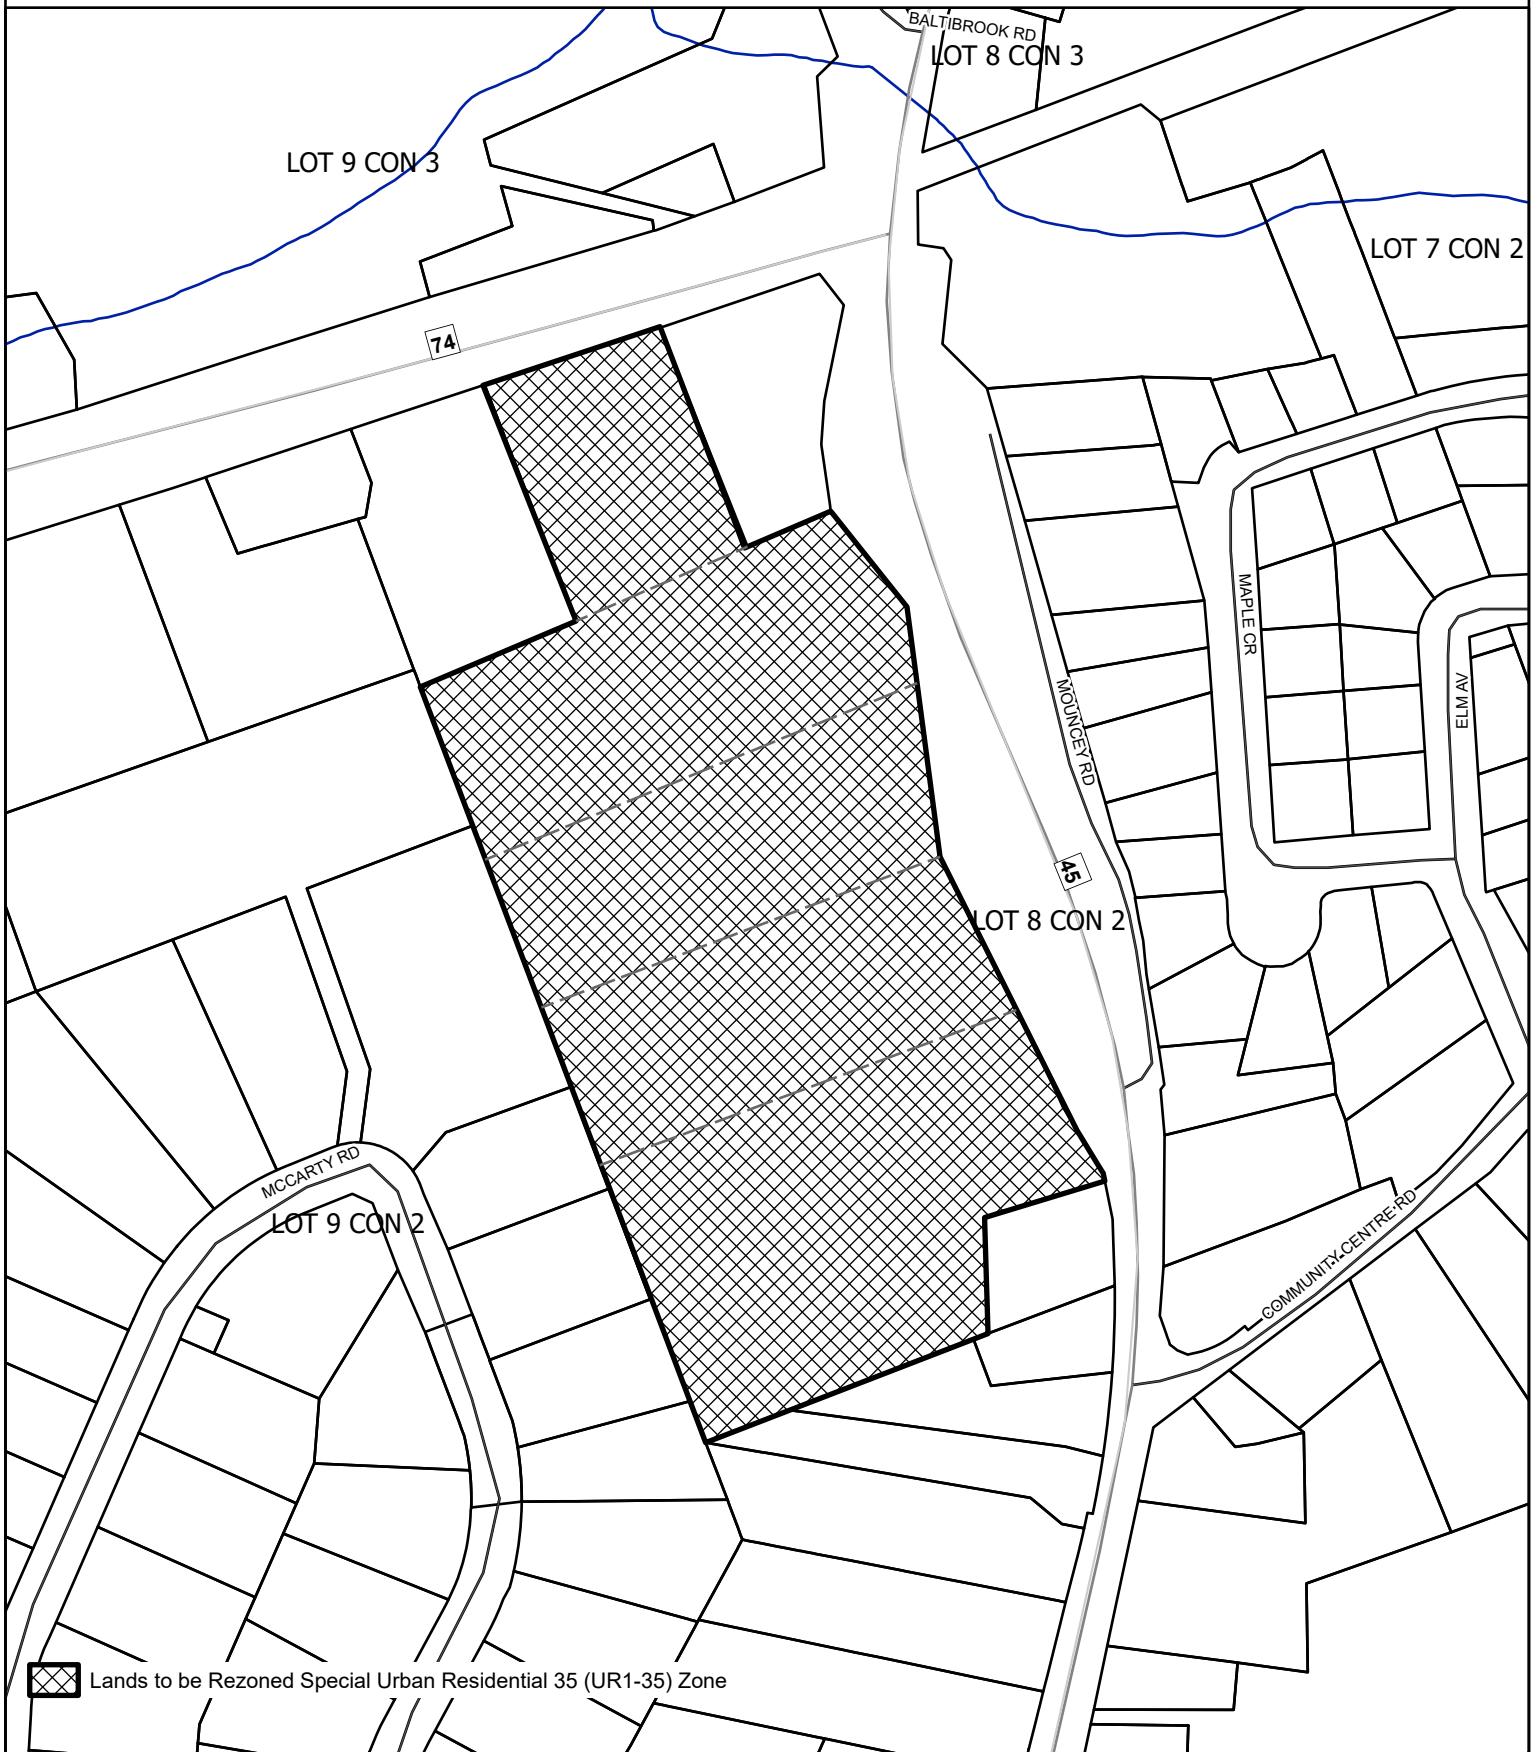 BALTIBROOK RD
LOT 8 CON 3
LOT 9 CON 3
LOT 7 CON 2
74
MAPLE CR
ELM AV
MOUNCEY RD
45
LOT 8 CON 2
MCCARTY RD
LOT 9 CON 2
COMMUNITY CENTRE RD
Lands to be Rezoned Special Urban Residential 35 (UR1-35) Zone